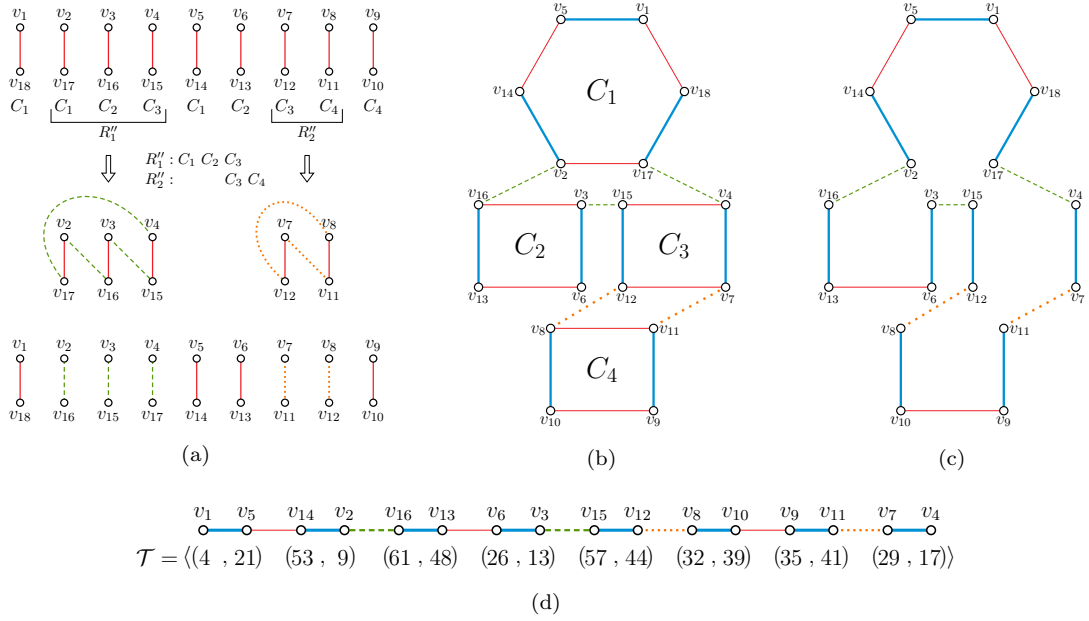 v₁ v₂ v₃ v₄ v₅ v₆ v₇ v₈ v₉
v₁₈ v₁₇ v₁₆ v₁₅ v₁₄ v₁₃ v₁₂ v₁₁ v₁₀
C₁ C₁ C₂ C₃ C₁ C₂ C₃ C₄ C₄
R″₁ R″₂
R″₁ : C₁ C₂ C₃
R″₂ : C₃ C₄
v₂ v₃ v₄ v₇ v₈
v₁₇ v₁₆ v₁₅ v₁₂ v₁₁
v₁ v₂ v₃ v₄ v₅ v₆ v₇ v₈ v₉
v₁₈ v₁₆ v₁₅ v₁₇ v₁₄ v₁₃ v₁₁ v₁₂ v₁₀
(a)
v₅ v₁
C₁
v₁₄ v₁₈
v₂ v₁₇
v₁₆ v₃ v₁₅ v₄
C₂ C₃
v₁₃ v₆ v₁₂ v₇
v₈ v₁₁
C₄
v₁₀ v₉
(b)
v₅ v₁
v₁₄ v₁₈
v₂ v₁₇
v₁₆ v₃ v₁₅ v₄
v₁₃ v₆ v₁₂ v₇
v₈ v₁₁
v₁₀ v₉
(c)
v₁ v₅ v₁₄ v₂ v₁₆ v₁₃ v₆ v₃ v₁₅ v₁₂ v₈ v₁₀ v₉ v₁₁ v₇ v₄
𝒯 = ⟨(4 , 21) (53 , 9) (61 , 48) (26 , 13) (57 , 44) (32 , 39) (35 , 41) (29 , 17)⟩
(d)